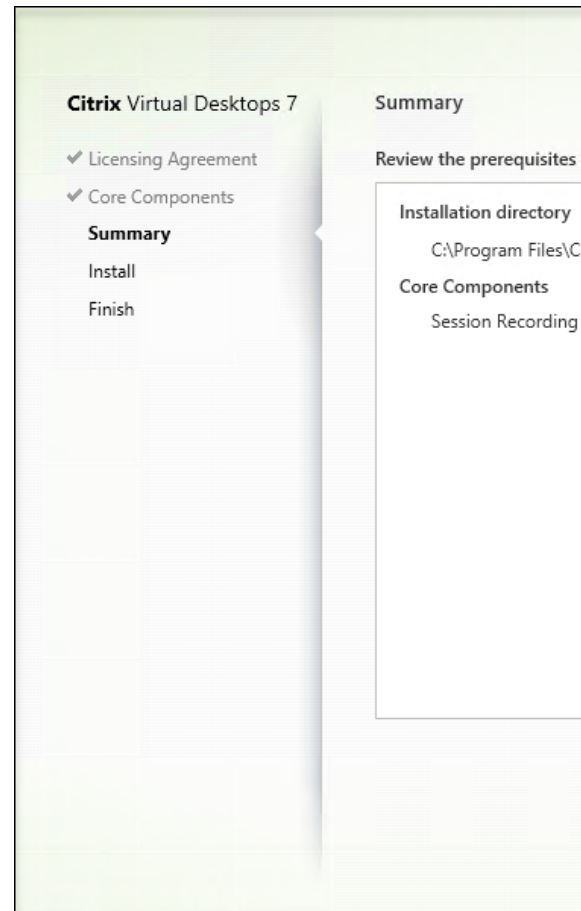 Citrix Virtual Desktops 7
Licensing Agreement
Core Components
Summary
Install
Finish
Summary
Review the prerequisites
Installation directory
C:\Program Files\C
Core Components
Session Recording